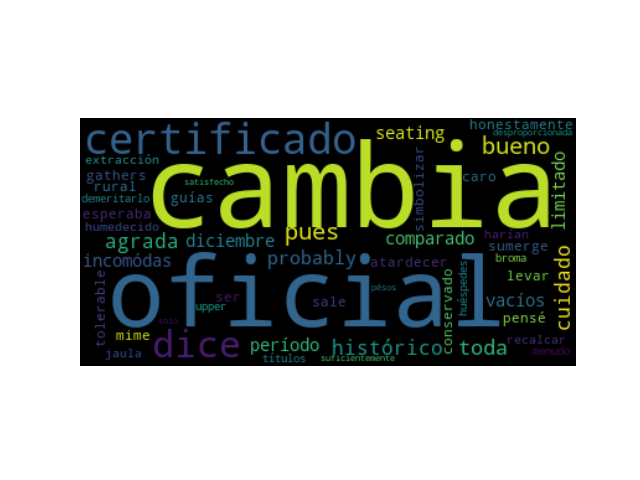 honestamente
desproporcionada
certificado
seating
bueno
extracción
gathers
rural
satisfecho
guías
demeritarlo
cambia
simbolizar
caro
limitado
esperaba
humedecido
pues
agrada
diciembre
comparado
harían
sumerge
incomódas
probably
atardecer
broma
cuidado
tolerable
oficial
conservado
huéspedes
levar
vacíos
ser
upper
sale
pésos
pensé
solo
mime
dice
período
histórico
toda
recalcar
jaula
títulos
suficientemente
menudo